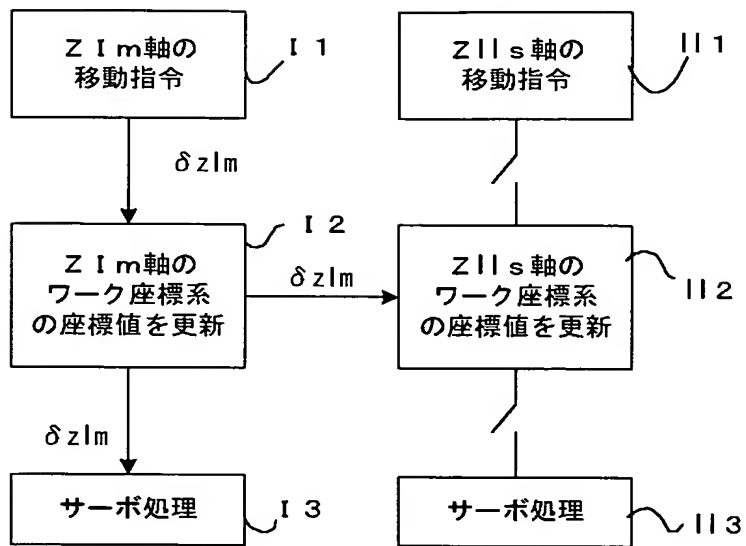 ＺＩｍ軸の
移動指令
Ｉ１
ＺＩＩｓ軸の
移動指令
ＩＩ１
δｚＩｍ
ＺＩｍ軸の
ワーク座標系
の座標値を更新
Ｉ２
δｚＩｍ
ＺＩＩｓ軸の
ワーク座標系
の座標値を更新
ＩＩ２
δｚＩｍ
サーボ処理
Ｉ３
サーボ処理
ＩＩ３